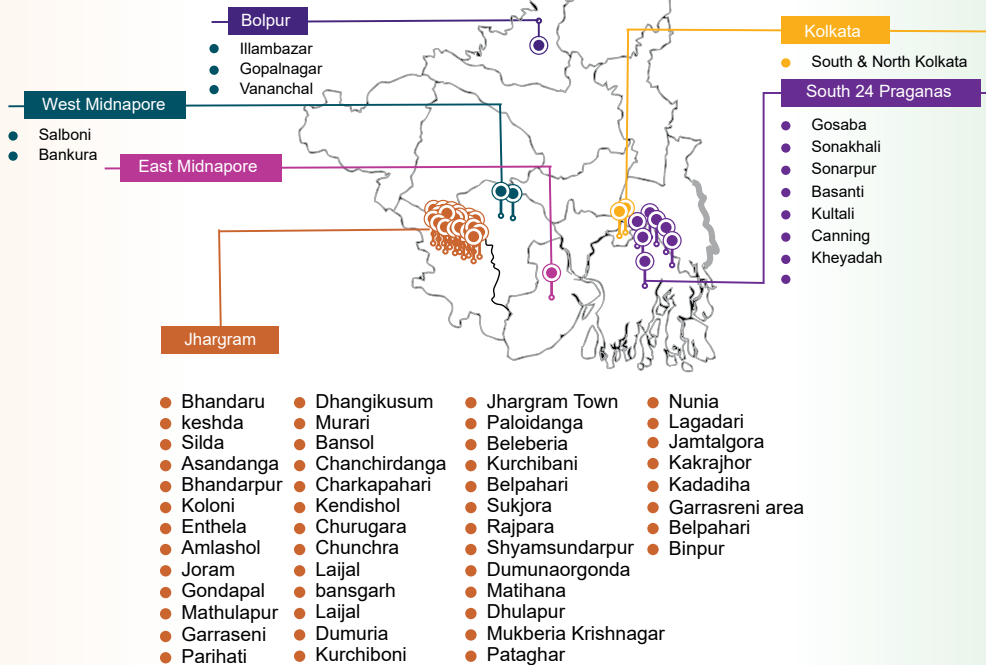 Bolpur
Illambazar
Gopalnagar
Vananchal
Kolkata
South & North Kolkata
West Midnapore
Salboni
Bankura
South 24 Praganas
Gosaba
Sonakhali
Sonarpur
Basanti
Kultali
Canning
Kheyadah
East Midnapore
Jhargram
Bhandaru
keshda
Silda
Asandanga
Bhandarpur
Koloni
Enthela
Amlashol
Joram
Gondapal
Mathulapur
Garraseni
Parihati
Dhangikusum
Murari
Bansol
Chanchirdanga
Charkapahari
Kendishol
Churugara
Chunchra
Laijal
bansgarh
Laijal
Dumuria
Kurchiboni
Jhargram Town
Paloidanga
Beleberia
Kurchibani
Belpahari
Sukjora
Rajpara
Shyamsundarpur
Dumunaorgonda
Matihana
Dhulapur
Mukberia Krishnagar
Pataghar
Nunia
Lagadari
Jamtalgora
Kakrajhor
Kadadiha
Garrasreni area
Belpahari
Binpur